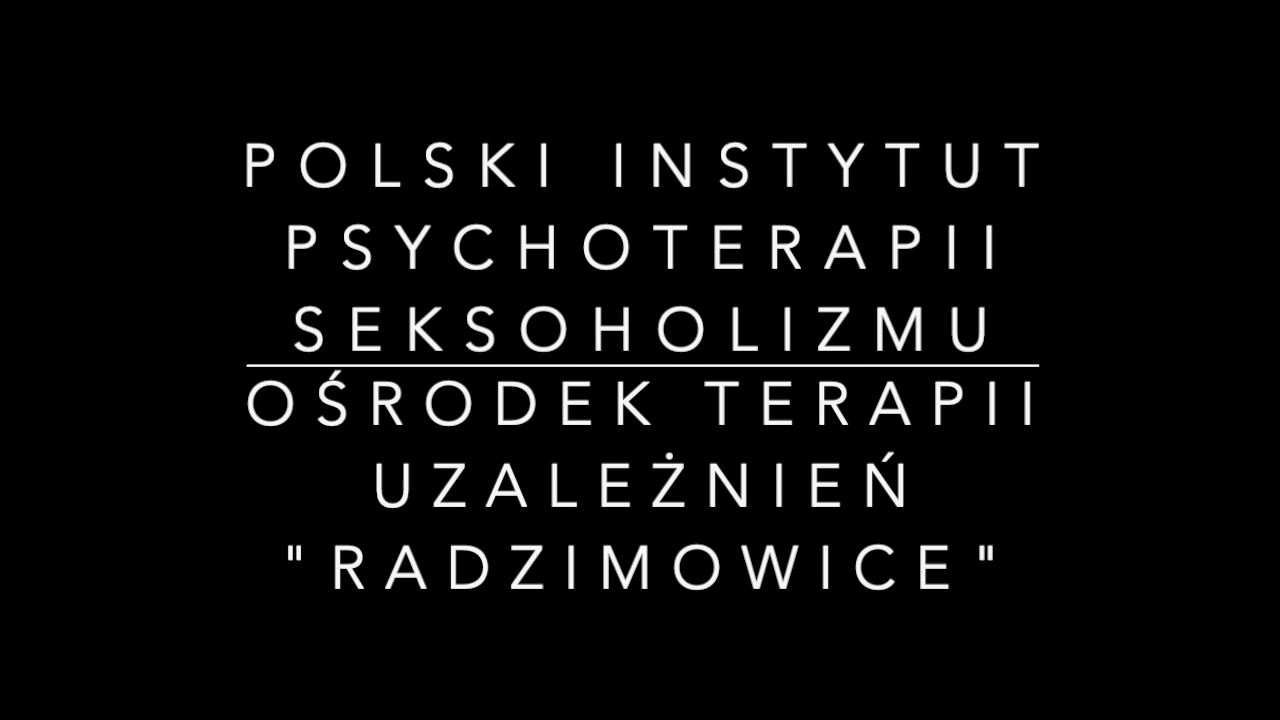 POLSKI INSTYTUT
PSYCHOTERAPII
SEKSOHOLIZMU
OŚRODEK TERAPII
UZALEŻNIEŃ
"RADZIMOWICE"